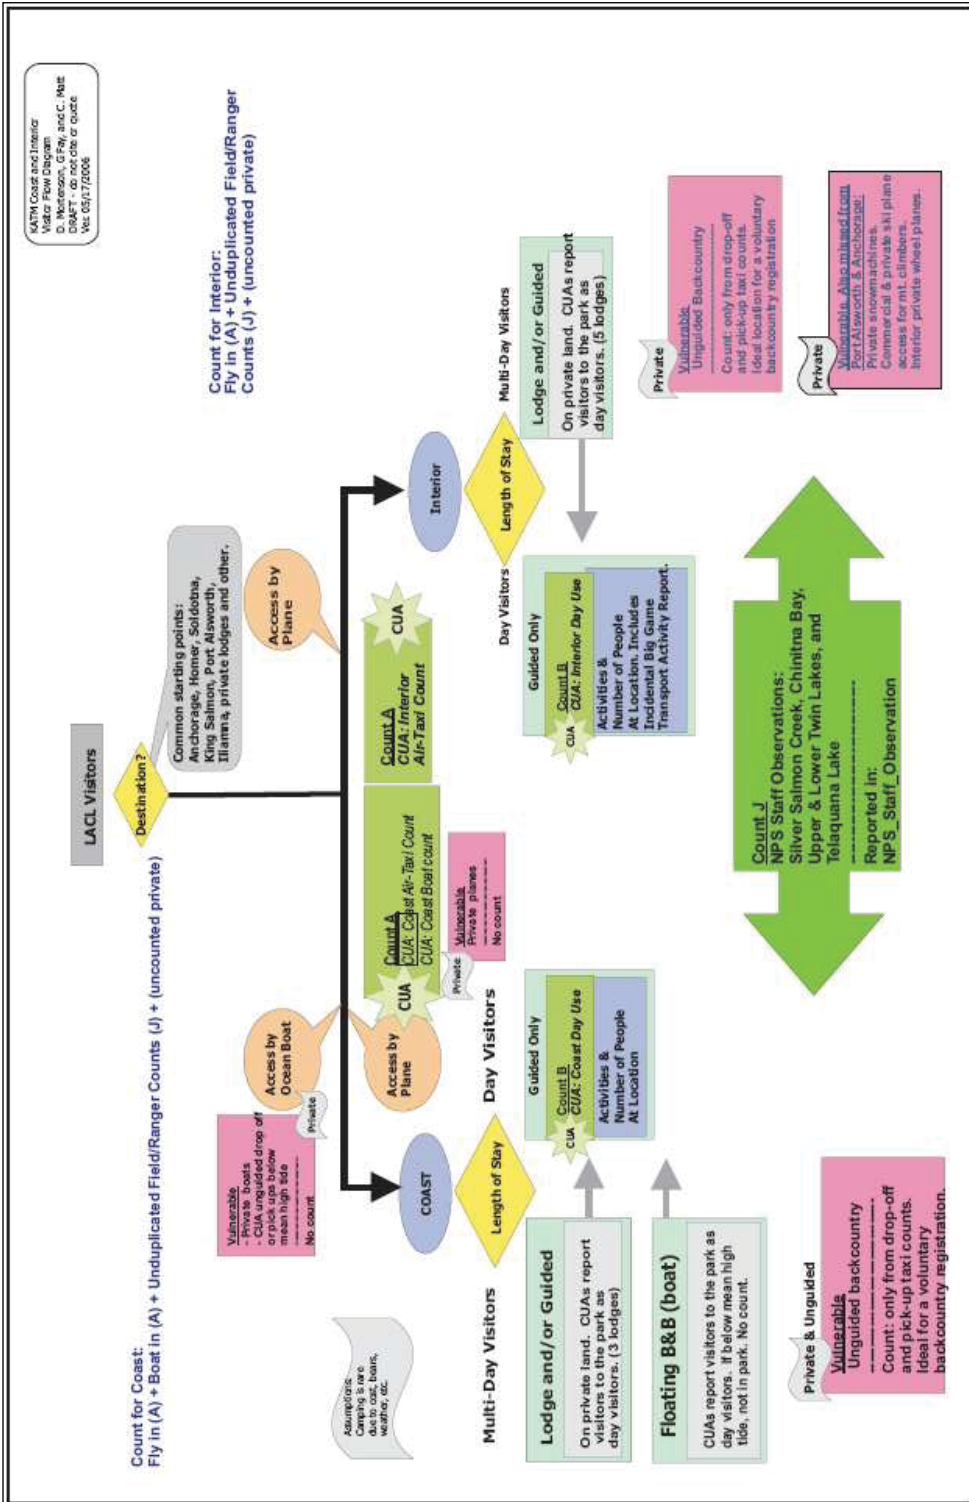 KATM Coast and Interior
Visitor Flow Diagram
D. Mortenson, G Fay, and C. Matt
DRAFT - do not cite or quote
Ver. 05/17/2006
LACL Visitors
Destination?
Common starting points:
Anchorage, Homer, Soldotna,
King Salmon, Port Alsworth,
Iliamna, private lodges and other.
Count for Coast:
Fly in (A) + Boat in (A) + Unduplicated Field/Ranger Counts (J) + (uncounted private)
Count for Interior:
Fly in (A) + Unduplicated Field/Ranger
Counts (J) + (uncounted private)
Vulnerable
- Private boats
- CUA unguided drop off
or pick ups below
mean high tide
No count
Private
Access by
Ocean Boat
Access by
Plane
Access by
Plane
CUA
Count A
CUA: Coast Air-Taxi Count
CUA: Coast Boat count
Count A
CUA: Interior
Air-Taxi Count
CUA
Private
Vulnerable
Private planes
No count
Assumptions:
Camping is rare
due to cost, bears,
weather, etc.
COAST
Interior
Multi-Day Visitors
Length of Stay
Day Visitors
Day Visitors
Length of Stay
Multi-Day Visitors
Lodge and/or Guided
On private land. CUAs report
visitors to the park as
day visitors. (3 lodges)
Guided Only
CUA
Count B
CUA: Coast Day Use
Activities &
Number of People
At Location
Guided Only
CUA
Count B
CUA: Interior Day Use
Activities &
Number of People
At Location. Includes
Incidental Big Game
Transport Activity Report.
Lodge and/or Guided
On private land. CUAs report
visitors to the park as
day visitors. (5 lodges)
Floating B&B (boat)
CUAs report visitors to the park as
day visitors. If below mean high
tide, not in park. No count.
Private
Vulnerable
Unguided Backcountry
Count: only from drop-off
and pick-up taxi counts.
Ideal location for a voluntary
backcountry registration
Private & Unguided
Vulnerable
Unguided backcountry
Count: only from drop-off
and pick-up taxi counts.
Ideal for a voluntary
backcountry registration.
Count J
NPS Staff Observations:
Silver Salmon Creek, Chinitna Bay,
Upper & Lower Twin Lakes, and
Telaquana Lake
Reported in:
NPS_Staff_Observation
Private
Vulnerable Also missed from
Port Alsworth & Anchorage:
Private snowmachines.
Commercial & private ski plane
access for mt. climbers.
Interior private wheel planes.